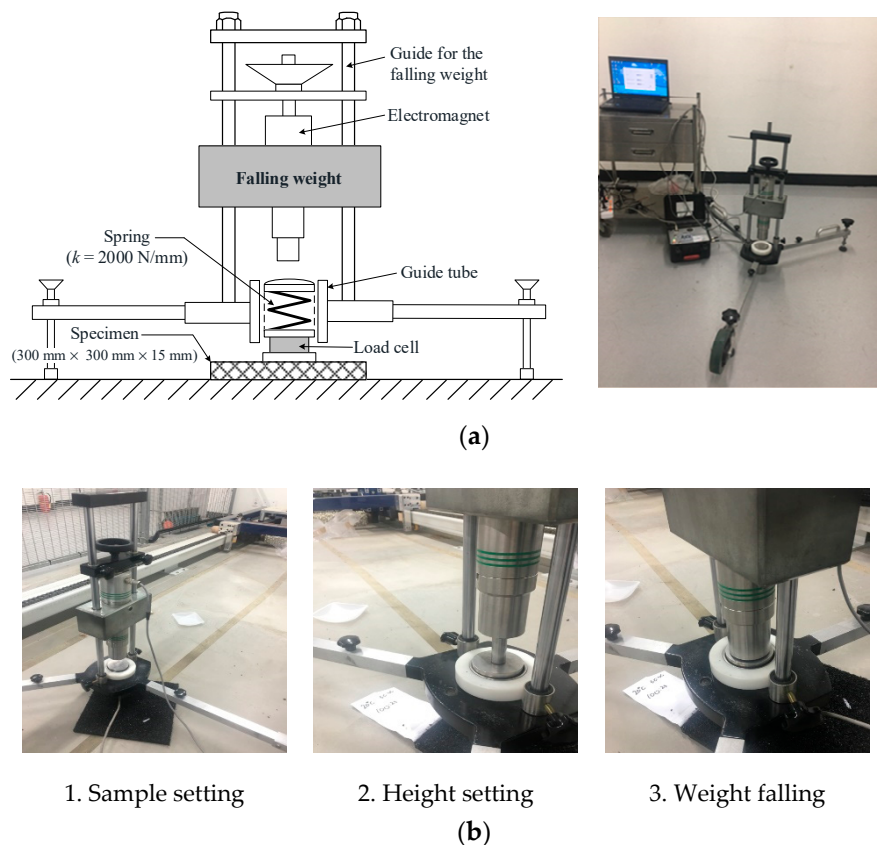 Guide for the
falling weight
Electromagnet
Falling weight
Spring
(k = 2000 N/mm)
Guide tube
Specimen
(300 mm × 300 mm × 15 mm)
Load cell
(a)
1. Sample setting
2. Height setting
3. Weight falling
(b)